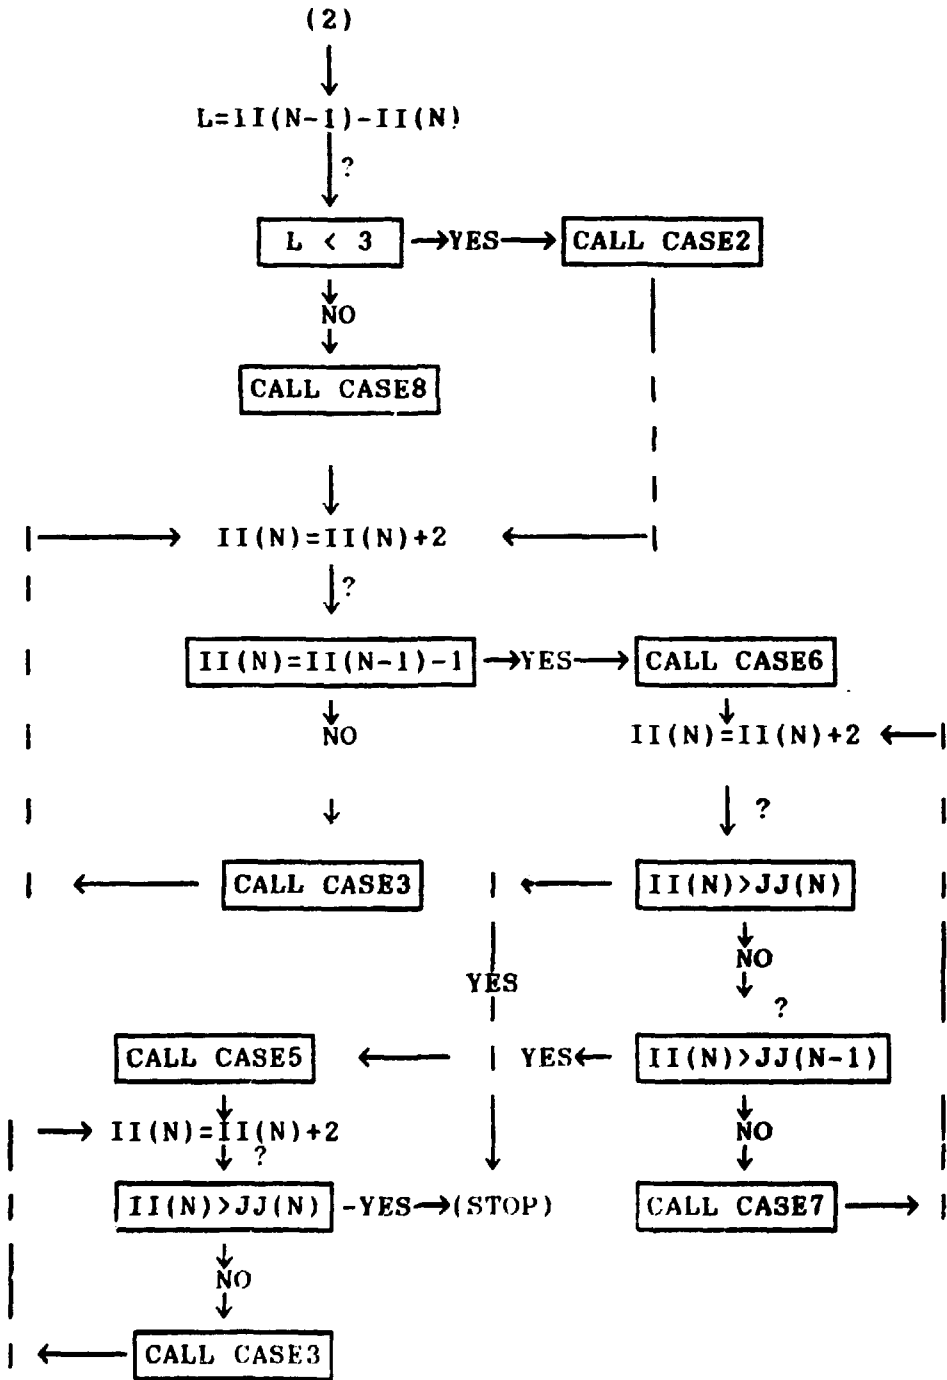 (2)
L=II(N-1)-II(N)
?
L < 3
YES
CALL CASE2
NO
CALL CASE8
II(N)=II(N)+2
?
II(N)=II(N-1)-1
YES
CALL CASE6
NO
II(N)=II(N)+2
?
CALL CASE3
II(N)>JJ(N)
YES
NO
?
CALL CASE5
YES
II(N)>JJ(N-1)
II(N)=II(N)+2
?
NO
II(N)>JJ(N)
-YES
(STOP)
CALL CASE7
NO
CALL CASE3